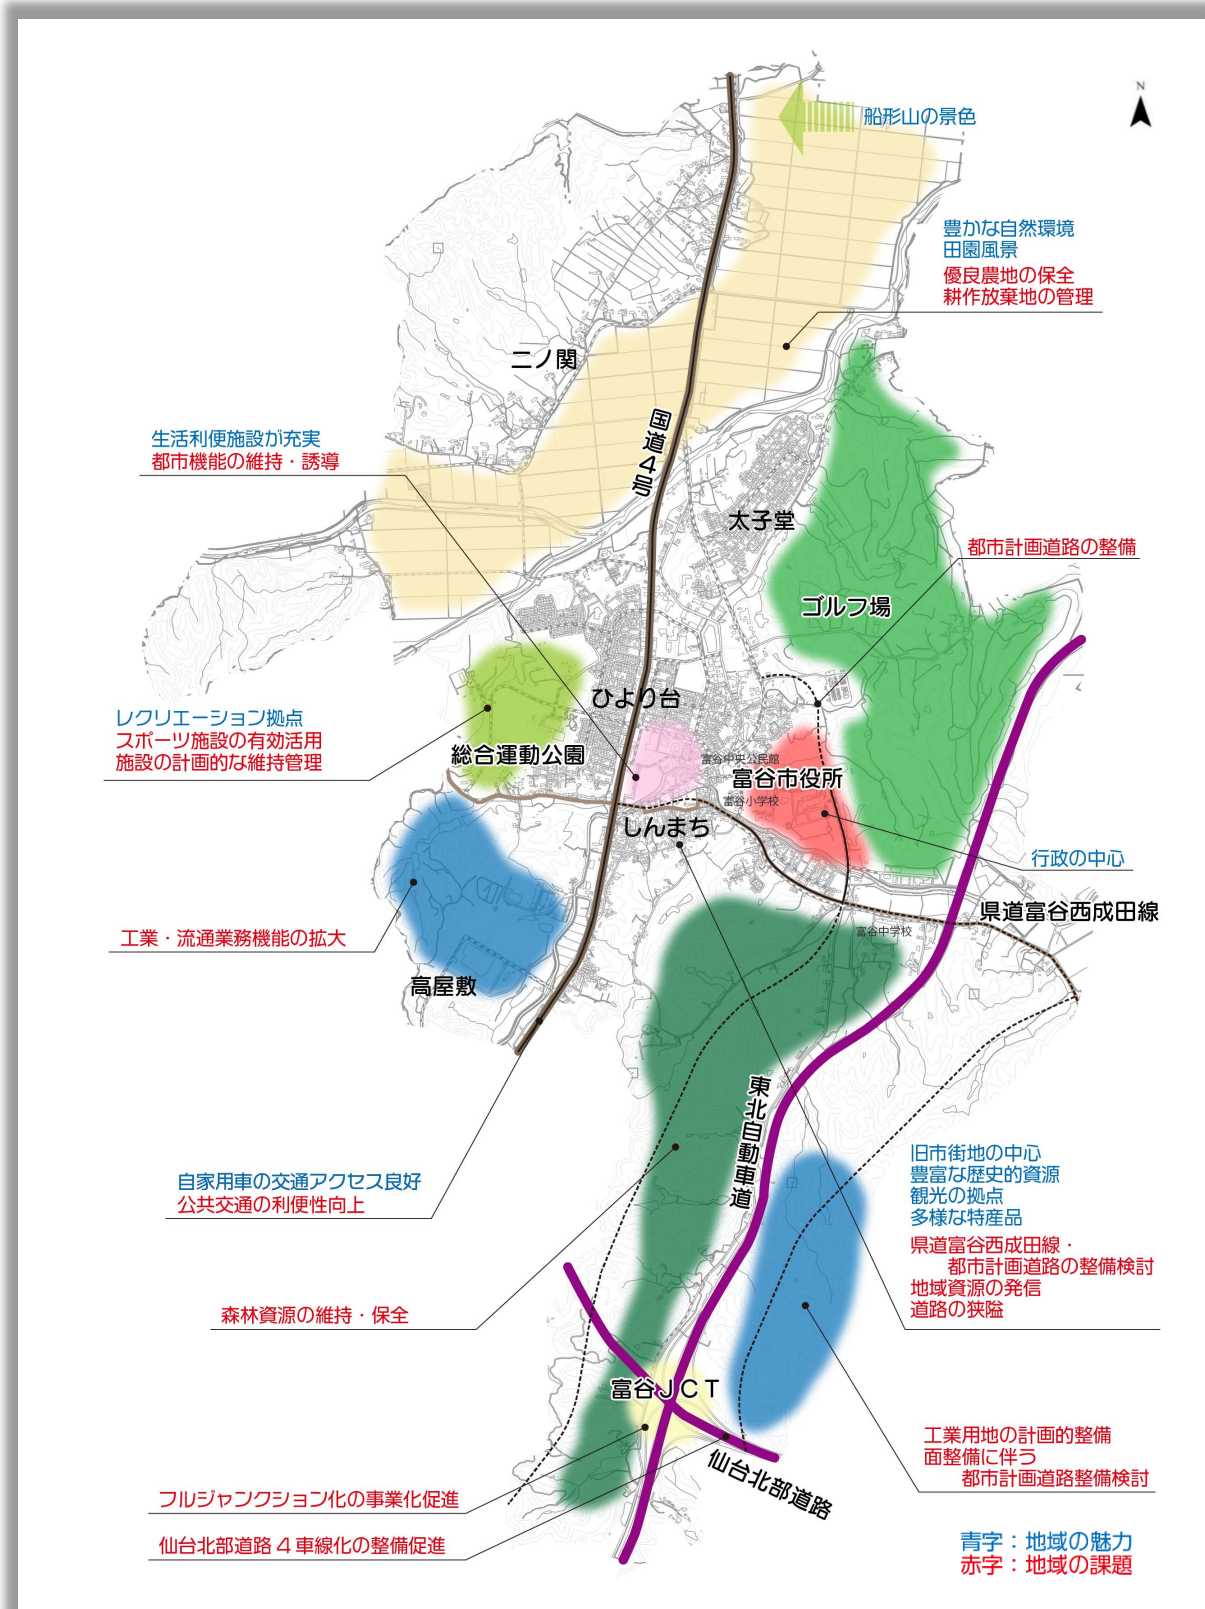 N
船形山の景色
豊かな自然環境
田園風景
優良農地の保全
耕作放棄地の管理
二ノ関
国道4号
生活利便施設が充実
都市機能の維持・誘導
太子堂
都市計画道路の整備
ゴルフ場
ひより台
レクリエーション拠点
スポーツ施設の有効活用
施設の計画的な維持管理
総合運動公園
富谷中央公民館
富谷市役所
富谷小学校
しんまち
行政の中心
県道富谷西成田線
富谷中学校
工業・流通業務機能の拡大
高屋敷
東北自動車道
自家用車の交通アクセス良好
公共交通の利便性向上
旧市街地の中心
豊富な歴史的資源
観光の拠点
多様な特産品
県道富谷西成田線・
都市計画道路の整備検討
地域資源の発信
道路の狭隘
森林資源の維持・保全
富谷JCT
工業用地の計画的整備
面整備に伴う
都市計画道路整備検討
仙台北部道路
フルジャンクション化の事業化促進
仙台北部道路4車線化の整備促進
青字：地域の魅力
赤字：地域の課題